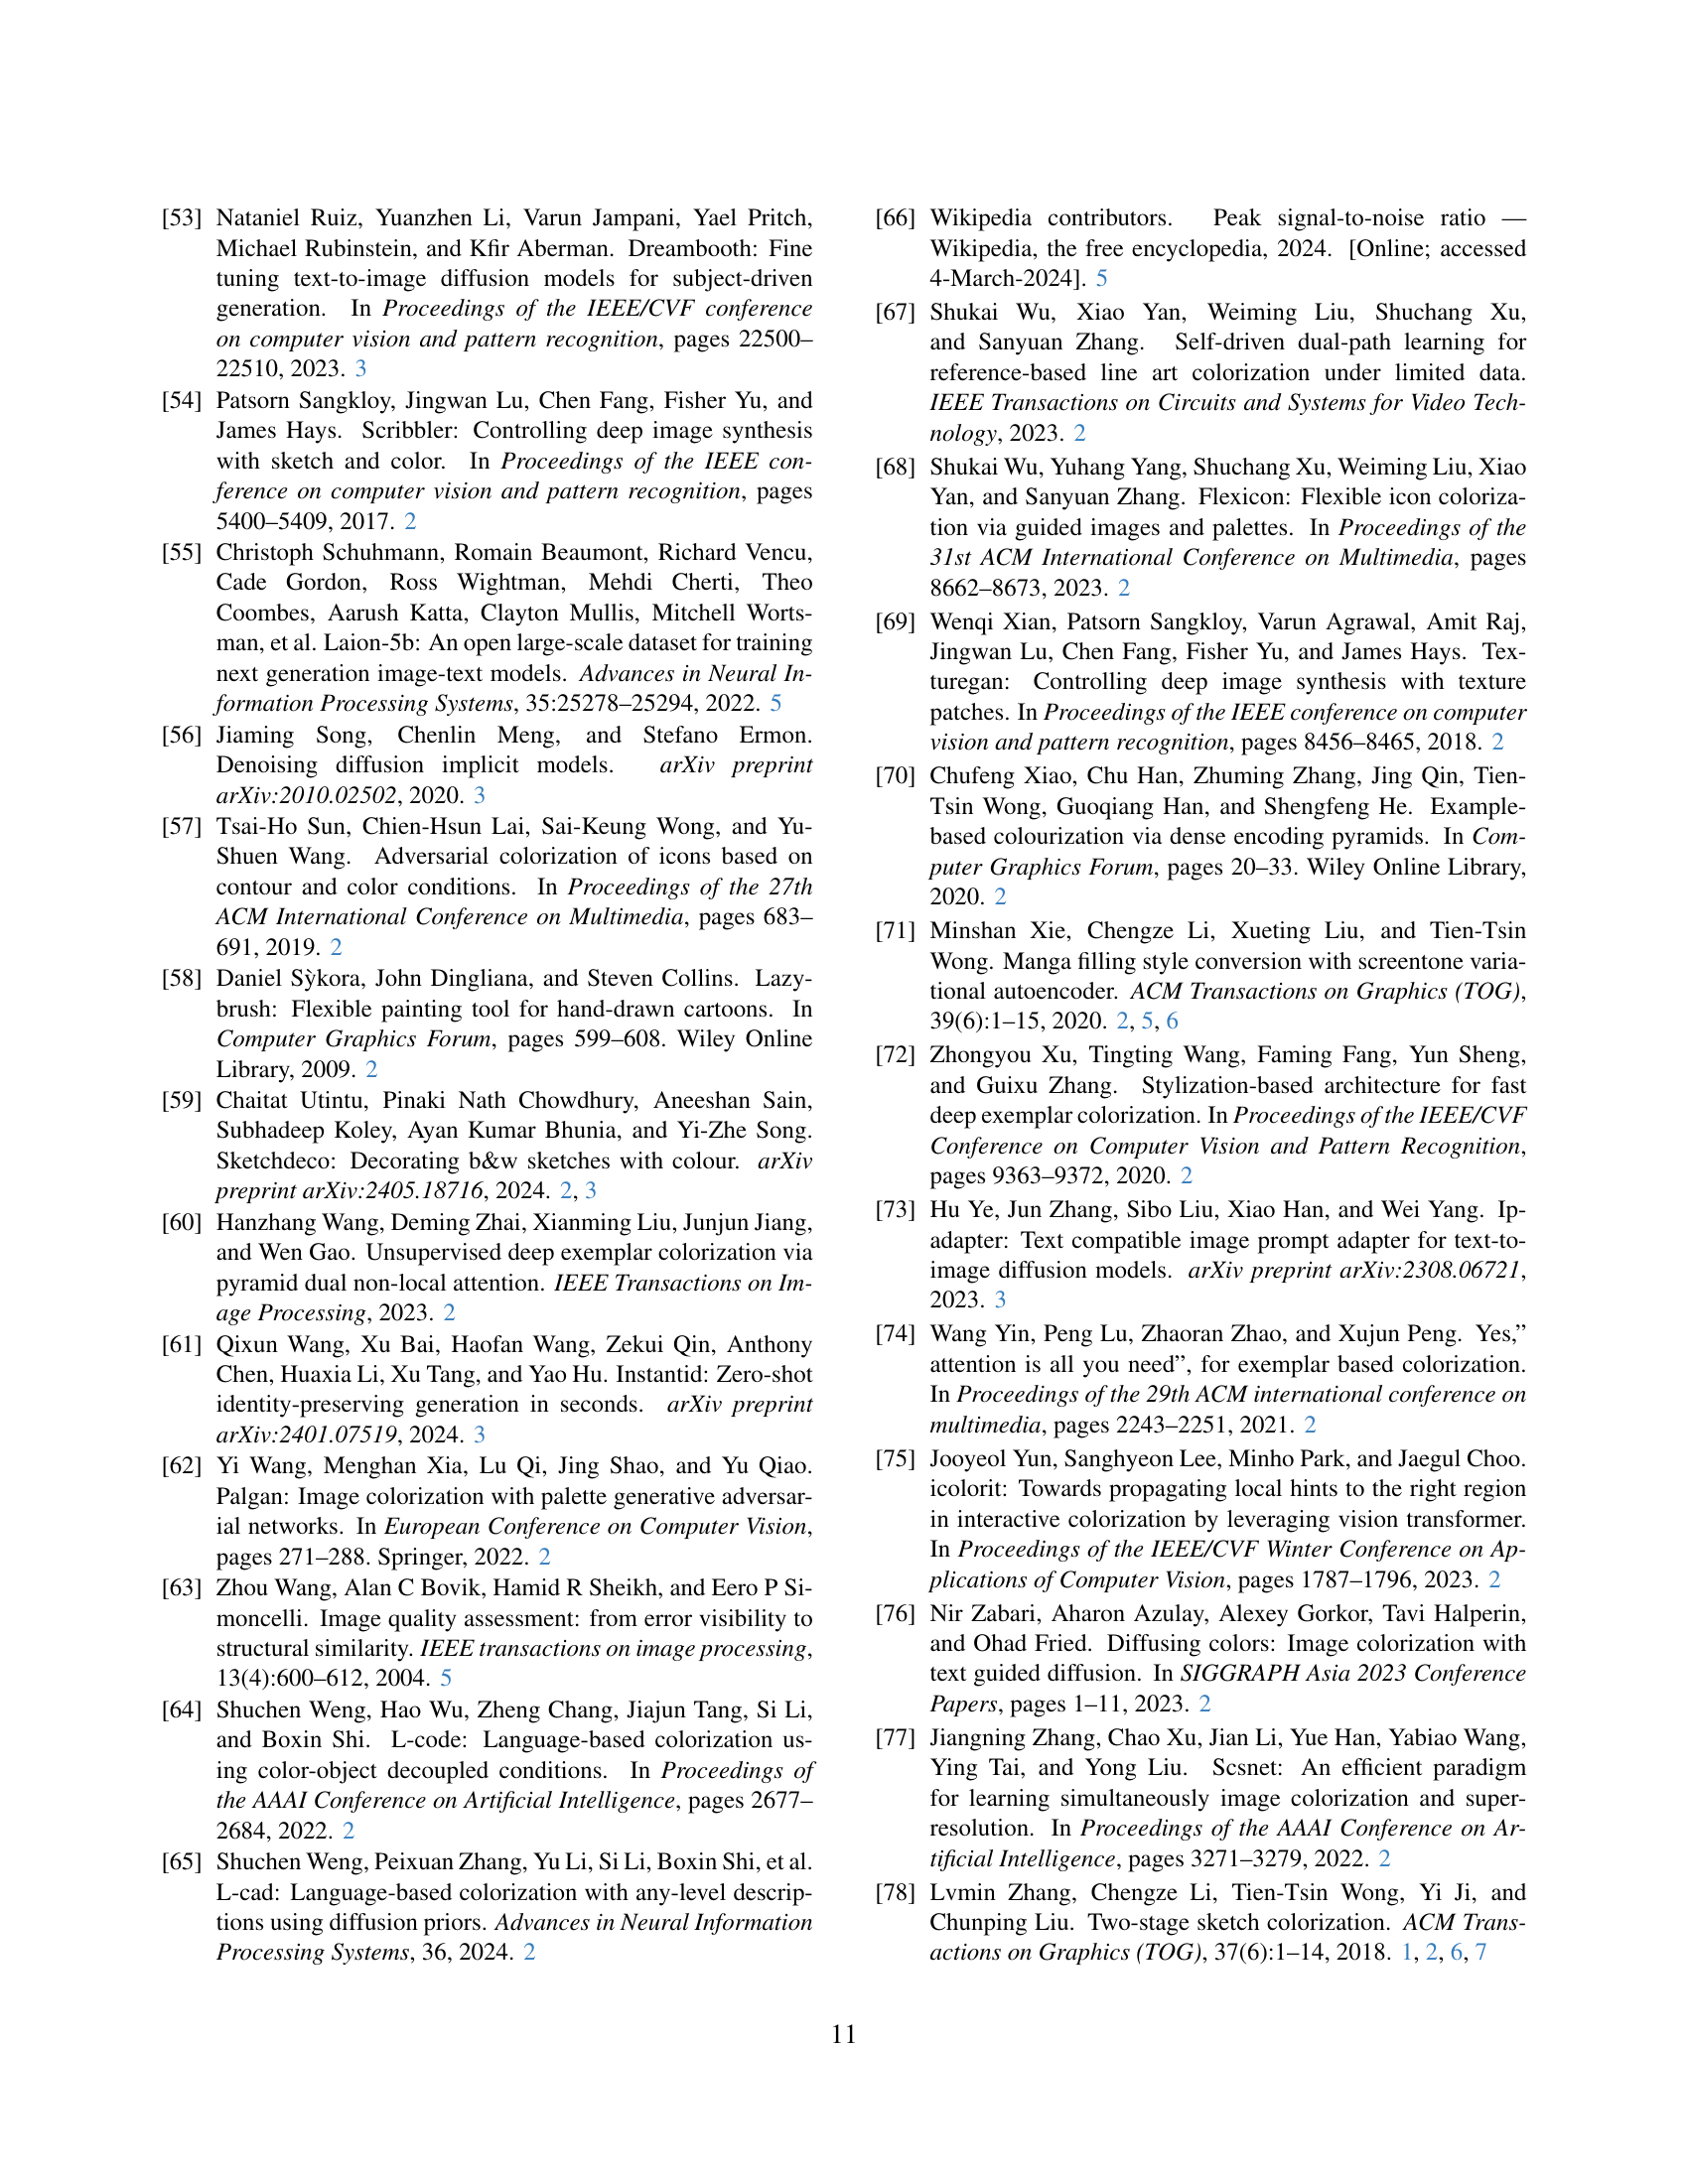 [53] Nataniel Ruiz, Yuanzhen Li, Varun Jampani, Yael Pritch,
Michael Rubinstein, and Kfir Aberman. Dreambooth: Fine
tuning text-to-image diffusion models for subject-driven
generation. In Proceedings of the IEEE/CVF conference
on computer vision and pattern recognition, pages 22500–
22510, 2023. 3
[54] Patsorn Sangkloy, Jingwan Lu, Chen Fang, Fisher Yu, and
James Hays. Scribbler: Controlling deep image synthesis
with sketch and color. In Proceedings of the IEEE con-
ference on computer vision and pattern recognition, pages
5400–5409, 2017. 2
[55] Christoph Schuhmann, Romain Beaumont, Richard Vencu,
Cade Gordon, Ross Wightman, Mehdi Cherti, Theo
Coombes, Aarush Katta, Clayton Mullis, Mitchell Worts-
man, et al. Laion-5b: An open large-scale dataset for training
next generation image-text models. Advances in Neural In-
formation Processing Systems, 35:25278–25294, 2022. 5
[56] Jiaming Song, Chenlin Meng, and Stefano Ermon.
Denoising diffusion implicit models. arXiv preprint
arXiv:2010.02502, 2020. 3
[57] Tsai-Ho Sun, Chien-Hsun Lai, Sai-Keung Wong, and Yu-
Shuen Wang. Adversarial colorization of icons based on
contour and color conditions. In Proceedings of the 27th
ACM International Conference on Multimedia, pages 683–
691, 2019. 2
[58] Daniel Sỳkora, John Dingliana, and Steven Collins. Lazy-
brush: Flexible painting tool for hand-drawn cartoons. In
Computer Graphics Forum, pages 599–608. Wiley Online
Library, 2009. 2
[59] Chaitat Utintu, Pinaki Nath Chowdhury, Aneeshan Sain,
Subhadeep Koley, Ayan Kumar Bhunia, and Yi-Zhe Song.
Sketchdeco: Decorating b&w sketches with colour. arXiv
preprint arXiv:2405.18716, 2024. 2, 3
[60] Hanzhang Wang, Deming Zhai, Xianming Liu, Junjun Jiang,
and Wen Gao. Unsupervised deep exemplar colorization via
pyramid dual non-local attention. IEEE Transactions on Im-
age Processing, 2023. 2
[61] Qixun Wang, Xu Bai, Haofan Wang, Zekui Qin, Anthony
Chen, Huaxia Li, Xu Tang, and Yao Hu. Instantid: Zero-shot
identity-preserving generation in seconds. arXiv preprint
arXiv:2401.07519, 2024. 3
[62] Yi Wang, Menghan Xia, Lu Qi, Jing Shao, and Yu Qiao.
Palgan: Image colorization with palette generative adversar-
ial networks. In European Conference on Computer Vision,
pages 271–288. Springer, 2022. 2
[63] Zhou Wang, Alan C Bovik, Hamid R Sheikh, and Eero P Si-
moncelli. Image quality assessment: from error visibility to
structural similarity. IEEE transactions on image processing,
13(4):600–612, 2004. 5
[64] Shuchen Weng, Hao Wu, Zheng Chang, Jiajun Tang, Si Li,
and Boxin Shi. L-code: Language-based colorization us-
ing color-object decoupled conditions. In Proceedings of
the AAAI Conference on Artificial Intelligence, pages 2677–
2684, 2022. 2
[65] Shuchen Weng, Peixuan Zhang, Yu Li, Si Li, Boxin Shi, et al.
L-cad: Language-based colorization with any-level descrip-
tions using diffusion priors. Advances in Neural Information
Processing Systems, 36, 2024. 2
[66] Wikipedia contributors. Peak signal-to-noise ratio —
Wikipedia, the free encyclopedia, 2024. [Online; accessed
4-March-2024]. 5
[67] Shukai Wu, Xiao Yan, Weiming Liu, Shuchang Xu,
and Sanyuan Zhang. Self-driven dual-path learning for
reference-based line art colorization under limited data.
IEEE Transactions on Circuits and Systems for Video Tech-
nology, 2023. 2
[68] Shukai Wu, Yuhang Yang, Shuchang Xu, Weiming Liu, Xiao
Yan, and Sanyuan Zhang. Flexicon: Flexible icon coloriza-
tion via guided images and palettes. In Proceedings of the
31st ACM International Conference on Multimedia, pages
8662–8673, 2023. 2
[69] Wenqi Xian, Patsorn Sangkloy, Varun Agrawal, Amit Raj,
Jingwan Lu, Chen Fang, Fisher Yu, and James Hays. Tex-
turegan: Controlling deep image synthesis with texture
patches. In Proceedings of the IEEE conference on computer
vision and pattern recognition, pages 8456–8465, 2018. 2
[70] Chufeng Xiao, Chu Han, Zhuming Zhang, Jing Qin, Tien-
Tsin Wong, Guoqiang Han, and Shengfeng He. Example-
based colourization via dense encoding pyramids. In Com-
puter Graphics Forum, pages 20–33. Wiley Online Library,
2020. 2
[71] Minshan Xie, Chengze Li, Xueting Liu, and Tien-Tsin
Wong. Manga filling style conversion with screentone varia-
tional autoencoder. ACM Transactions on Graphics (TOG),
39(6):1–15, 2020. 2, 5, 6
[72] Zhongyou Xu, Tingting Wang, Faming Fang, Yun Sheng,
and Guixu Zhang. Stylization-based architecture for fast
deep exemplar colorization. In Proceedings of the IEEE/CVF
Conference on Computer Vision and Pattern Recognition,
pages 9363–9372, 2020. 2
[73] Hu Ye, Jun Zhang, Sibo Liu, Xiao Han, and Wei Yang. Ip-
adapter: Text compatible image prompt adapter for text-to-
image diffusion models. arXiv preprint arXiv:2308.06721,
2023. 3
[74] Wang Yin, Peng Lu, Zhaoran Zhao, and Xujun Peng. Yes,”
attention is all you need”, for exemplar based colorization.
In Proceedings of the 29th ACM international conference on
multimedia, pages 2243–2251, 2021. 2
[75] Jooyeol Yun, Sanghyeon Lee, Minho Park, and Jaegul Choo.
icolorit: Towards propagating local hints to the right region
in interactive colorization by leveraging vision transformer.
In Proceedings of the IEEE/CVF Winter Conference on Ap-
plications of Computer Vision, pages 1787–1796, 2023. 2
[76] Nir Zabari, Aharon Azulay, Alexey Gorkor, Tavi Halperin,
and Ohad Fried. Diffusing colors: Image colorization with
text guided diffusion. In SIGGRAPH Asia 2023 Conference
Papers, pages 1–11, 2023. 2
[77] Jiangning Zhang, Chao Xu, Jian Li, Yue Han, Yabiao Wang,
Ying Tai, and Yong Liu. Scsnet: An efficient paradigm
for learning simultaneously image colorization and super-
resolution. In Proceedings of the AAAI Conference on Ar-
tificial Intelligence, pages 3271–3279, 2022. 2
[78] Lvmin Zhang, Chengze Li, Tien-Tsin Wong, Yi Ji, and
Chunping Liu. Two-stage sketch colorization. ACM Trans-
actions on Graphics (TOG), 37(6):1–14, 2018. 1, 2, 6, 7
11